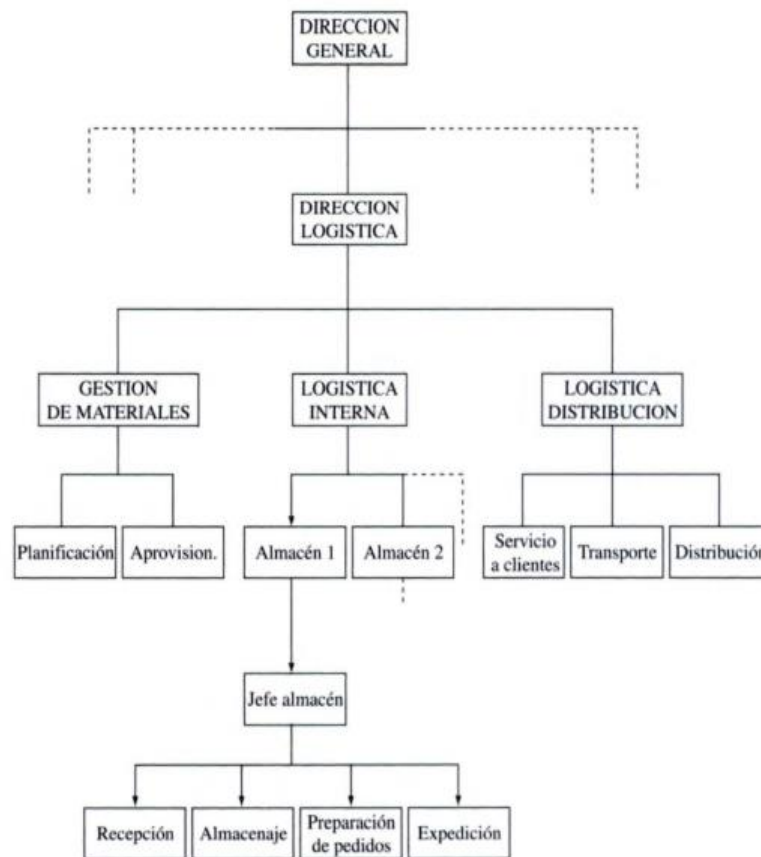 DIRECCION
GENERAL
DIRECCION
LOGISTICA
GESTION
DE MATERIALES
LOGISTICA
INTERNA
LOGISTICA
DISTRIBUCION
Planificación
Aprovision.
Almacén 1
Almacén 2
Servicio
a clientes
Transporte
Distribución
Jefe almacén
Recepción
Almacenaje
Preparación
de pedidos
Expedición